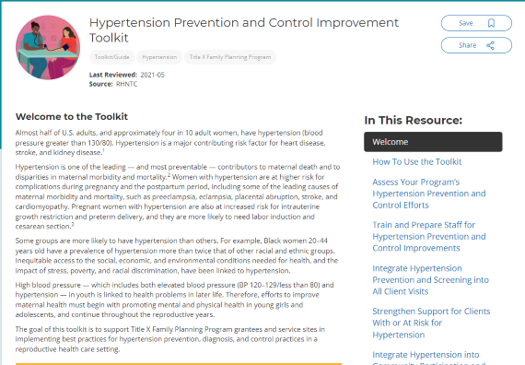 Hypertension Prevention and Control Improvement
Toolkit
Save
Share
Toolkit/Guide
Hypertension
Title X Family Planning Program
Last Reviewed: 2021-05
Source: RHNTC
Welcome to the Toolkit
Almost half of U.S. adults, and approximately four in 10 adult women, have hypertension (blood
pressure greater than 130/80). Hypertension is a major contributing risk factor for heart disease,
stroke, and kidney disease.1
Hypertension is one of the leading — and most preventable — contributors to maternal death and to
disparities in maternal morbidity and mortality.2 Women with hypertension are at higher risk for
complications during pregnancy and the postpartum period, including some of the leading causes of
maternal morbidity and mortality, such as preeclampsia, eclampsia, placental abruption, stroke, and
cardiomyopathy. Pregnant women with hypertension are also at increased risk for intrauterine
growth restriction and preterm delivery, and they are more likely to need labor induction and
cesarean section.3
Some groups are more likely to have hypertension than others. For example, Black women 20–44
years old have a prevalence of hypertension more than twice that of other racial and ethnic groups.
Inequitable access to the social, economic, and environmental conditions needed for health, and the
impact of stress, poverty, and racial discrimination, have been linked to hypertension.
High blood pressure — which includes both elevated blood pressure (BP 120–129/less than 80) and
hypertension — in youth is linked to health problems in later life. Therefore, efforts to improve
maternal health must begin with promoting mental and physical health in young girls and
adolescents, and continue throughout the reproductive years.
The goal of this toolkit is to support Title X Family Planning Program grantees and service sites in
implementing best practices for hypertension prevention, diagnosis, and control practices in a
reproductive health care setting.
In This Resource:
Welcome
How To Use the Toolkit
Assess Your Program's
Hypertension Prevention and
Control Efforts
Train and Prepare Staff for
Hypertension Prevention and
Control Improvements
Integrate Hypertension
Prevention and Screening into
All Client Visits
Strengthen Support for Clients
With or At Risk for
Hypertension
Integrate Hypertension into